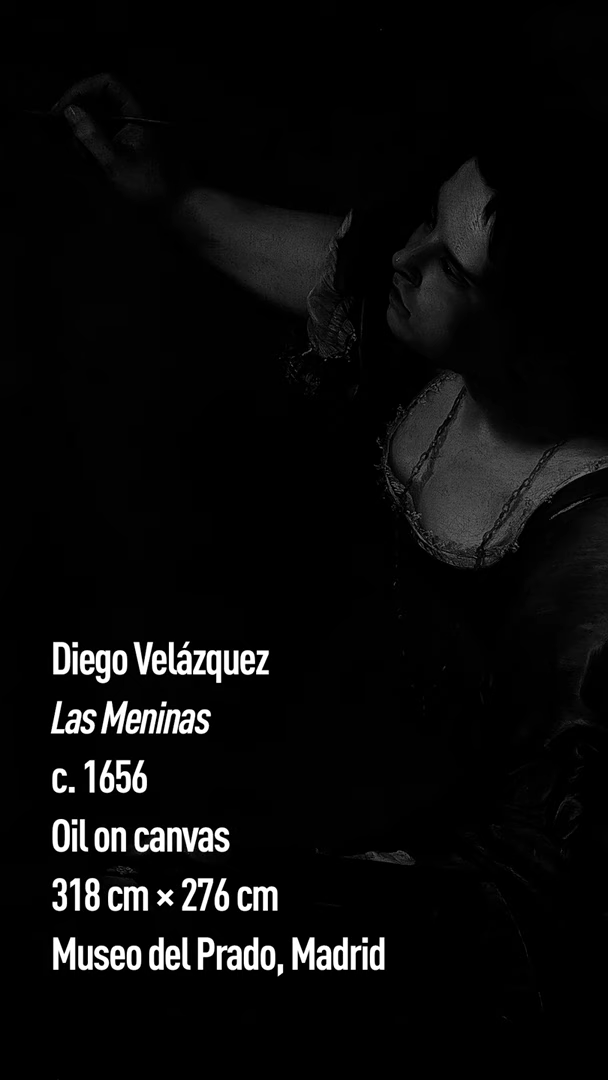 Diego Velázquez
Las Meninas
c. 1656
Oil on canvas
318 cm × 276 cm
Museo del Prado, Madrid